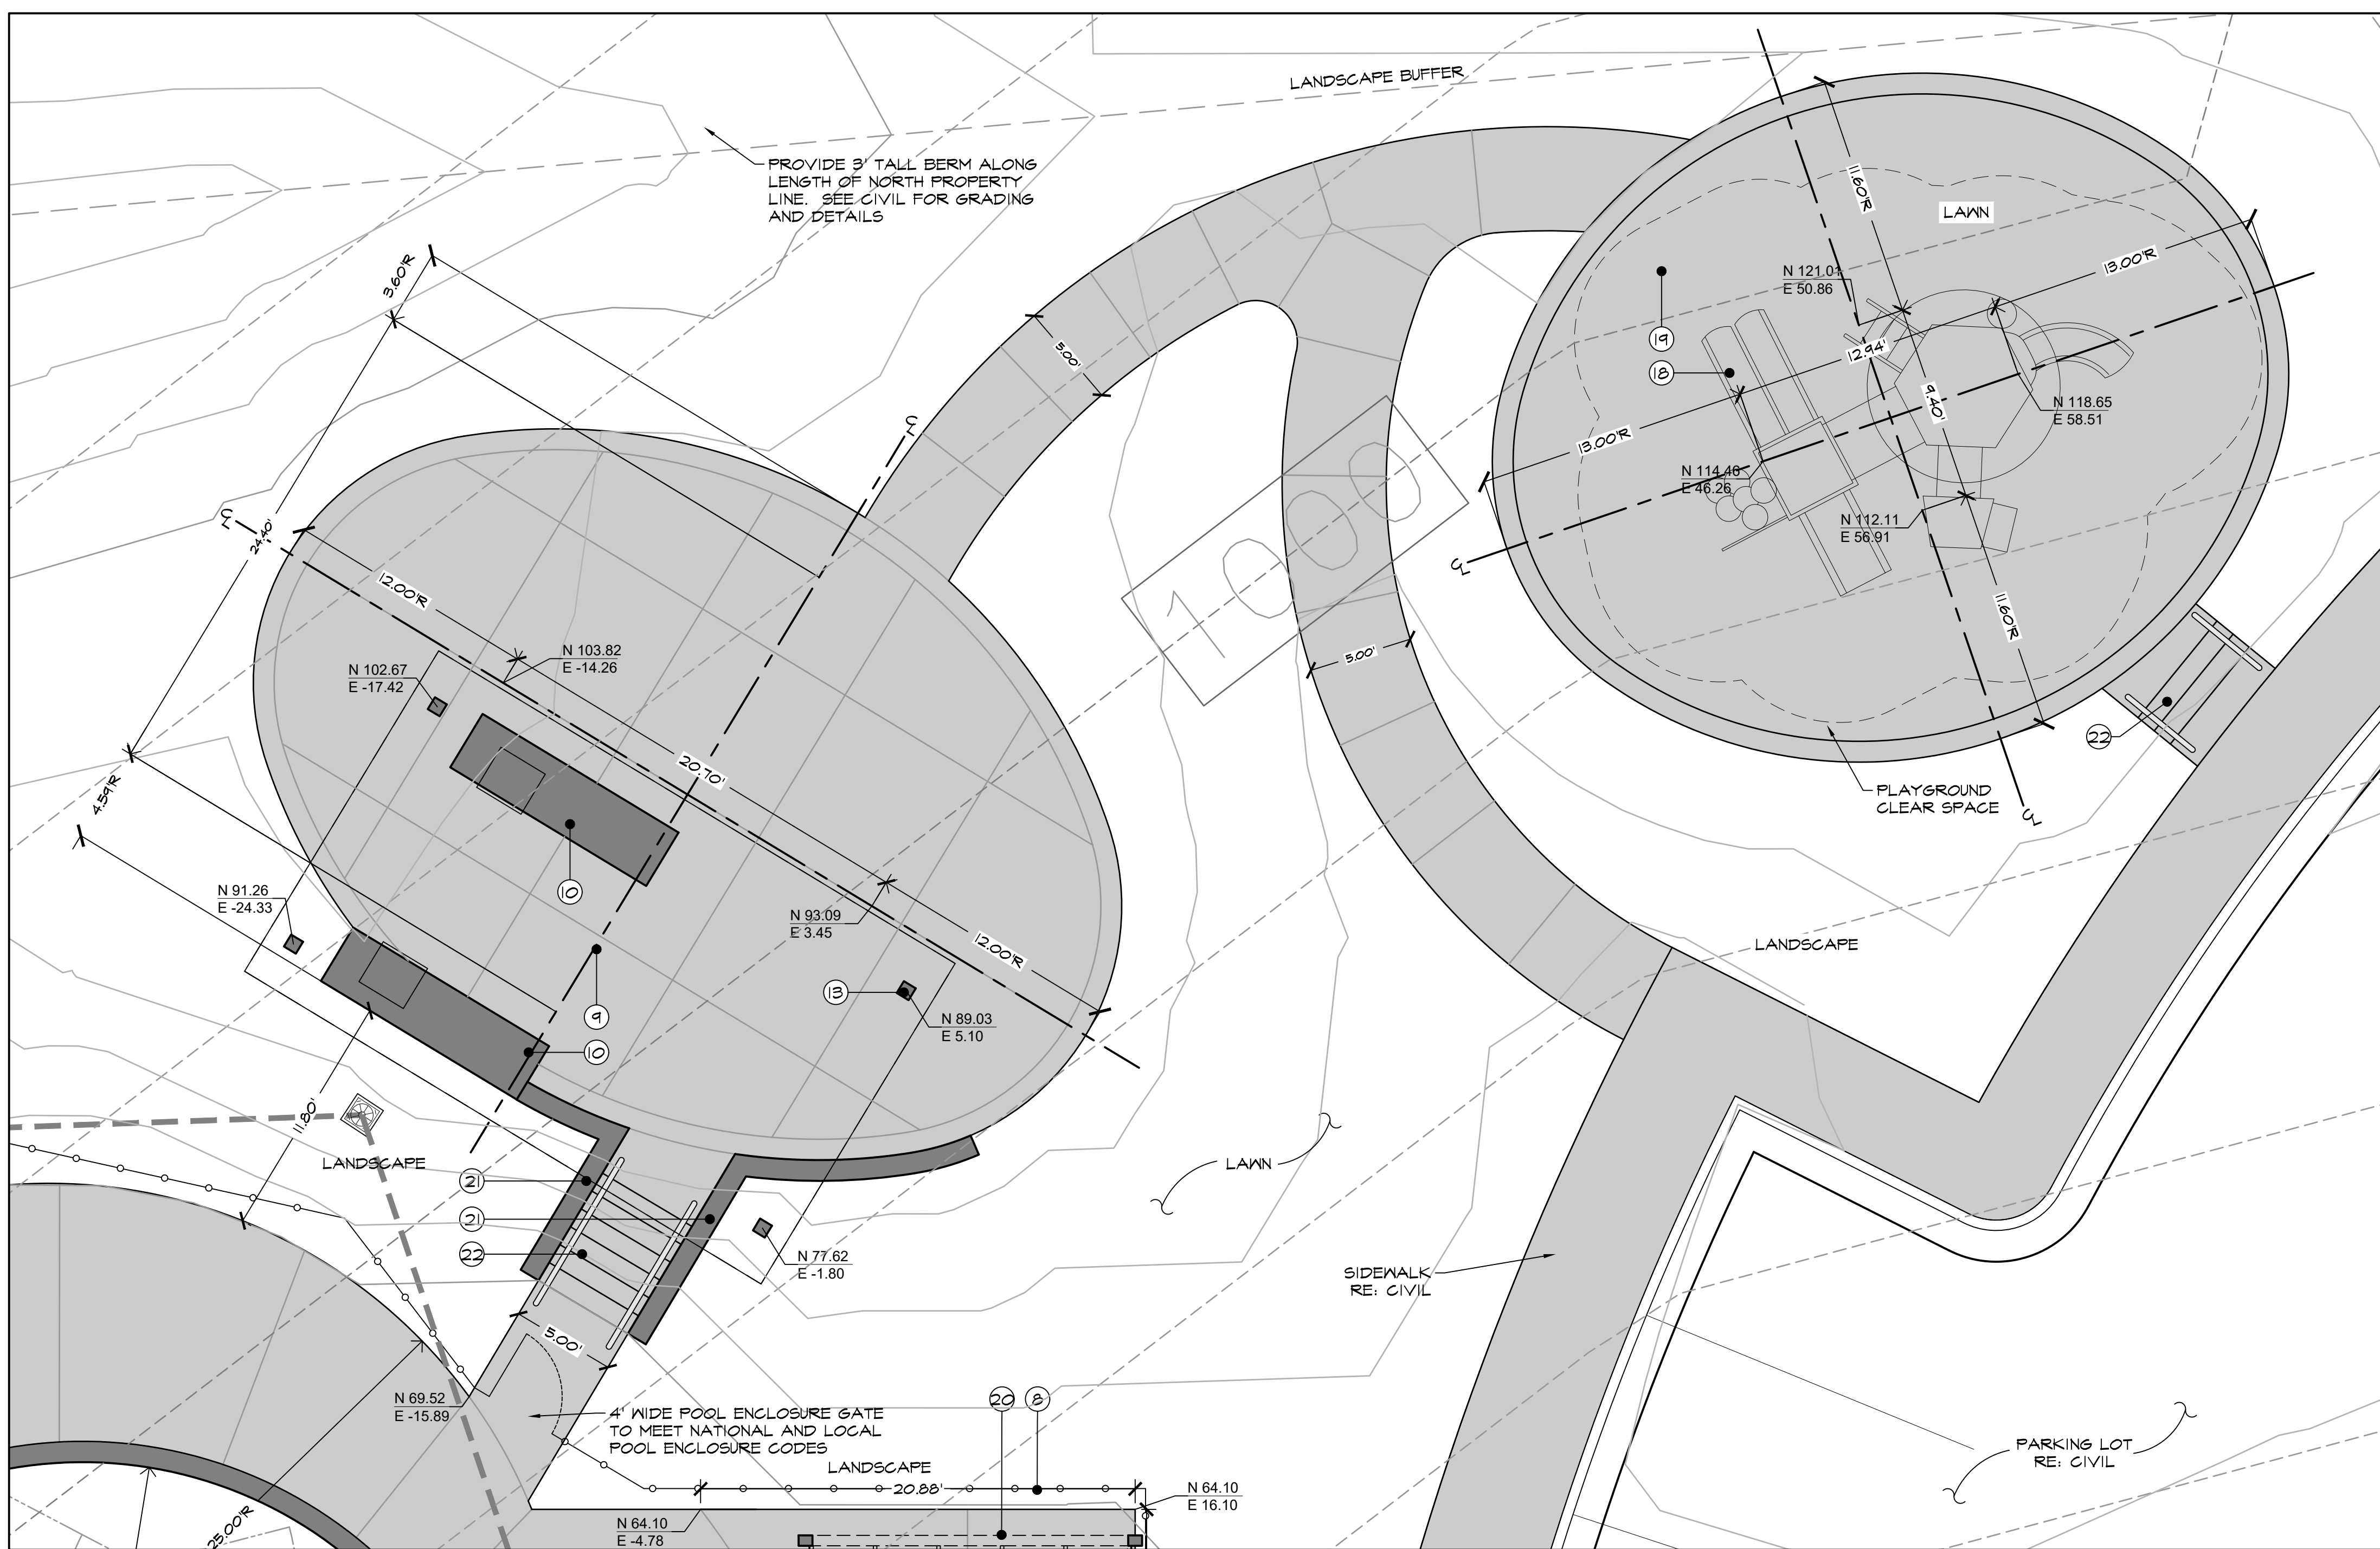 LANDSCAPE BUFFER
PROVIDE 3' TALL BERM ALONG
LENGTH OF NORTH PROPERTY
LINE. SEE CIVIL FOR GRADING
AND DETAILS
3.60'R
24.40'
4.59'R
CL
CL
12.00'R
20.70'
12.00'R
N 103.82
E -14.26
N 102.67
E -17.42
N 91.26
E -24.33
N 93.09
E 3.45
N 89.03
E 5.10
N 77.62
E -1.80
10
9
10
13
5.00'
5.00'
1000
11.60'R
LAWN
13.00'R
N 121.01
E 50.86
19
18
12.94'
9.40'
13.00'R
N 118.65
E 58.51
N 114.46
E 46.26
N 112.11
E 56.91
11.60'R
CL
CL
22
PLAYGROUND
CLEAR SPACE
LANDSCAPE
11.80'
LANDSCAPE
21
21
22
LAWN
SIDEWALK
RE: CIVIL
5.00'
N 69.52
E -15.89
4' WIDE POOL ENCLOSURE GATE
TO MEET NATIONAL AND LOCAL
POOL ENCLOSURE CODES
20
8
LANDSCAPE
20.88'
N 64.10
E 16.10
N 64.10
E -4.78
25.00'R
PARKING LOT
RE: CIVIL